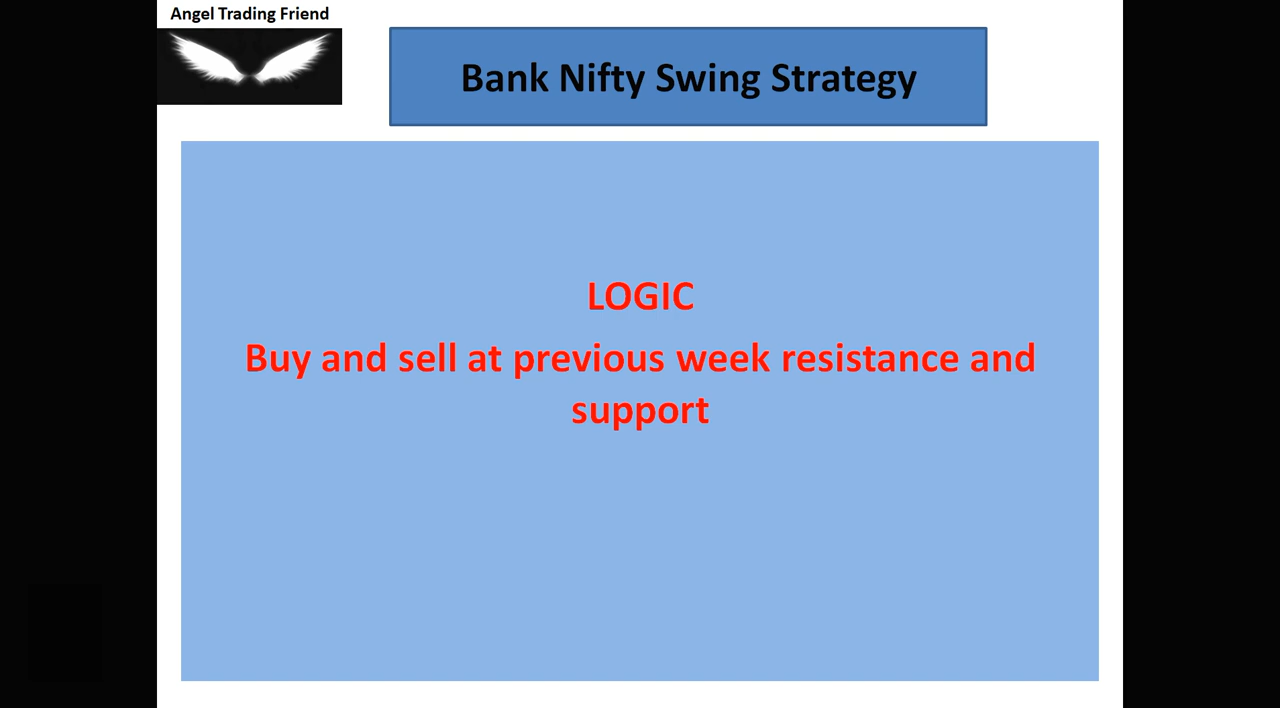 Angel Trading Friend
Bank Nifty Swing Strategy
LOGIC
Buy and sell at previous week resistance and
support